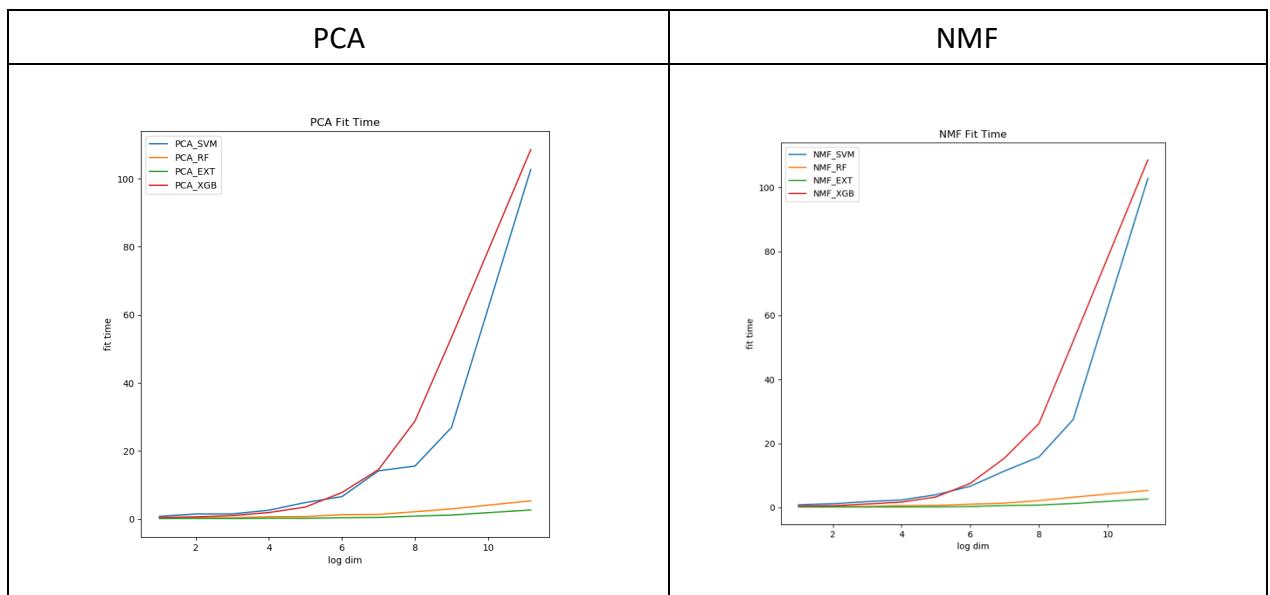 PCA
NMF
PCA Fit Time
PCA_SVM
PCA_RF
PCA_EXT
PCA_XGB
100
80
60
40
20
0
fit time
2 4 6 8 10
log dim
NMF Fit Time
NMF_SVM
NMF_RF
NMF_EXT
NMF_XGB
100
80
60
40
20
0
fit time
2 4 6 8 10
log dim